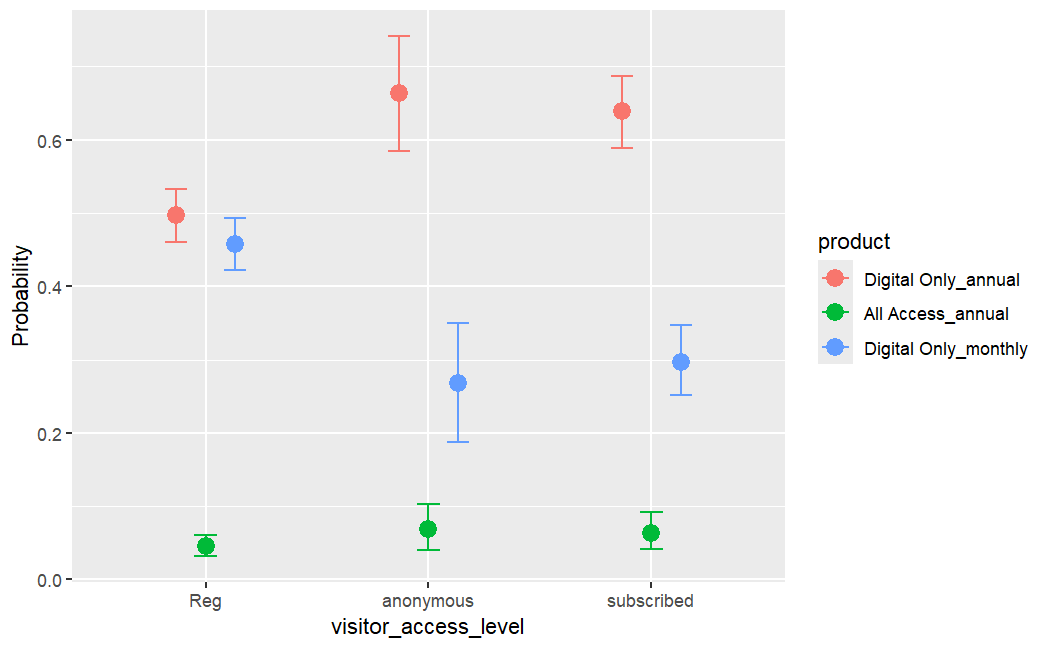 Probability
0.6
0.4
0.2
0.0
Reg
anonymous
subscribed
visitor_access_level
product
Digital Only_annual
All Access_annual
Digital Only_monthly